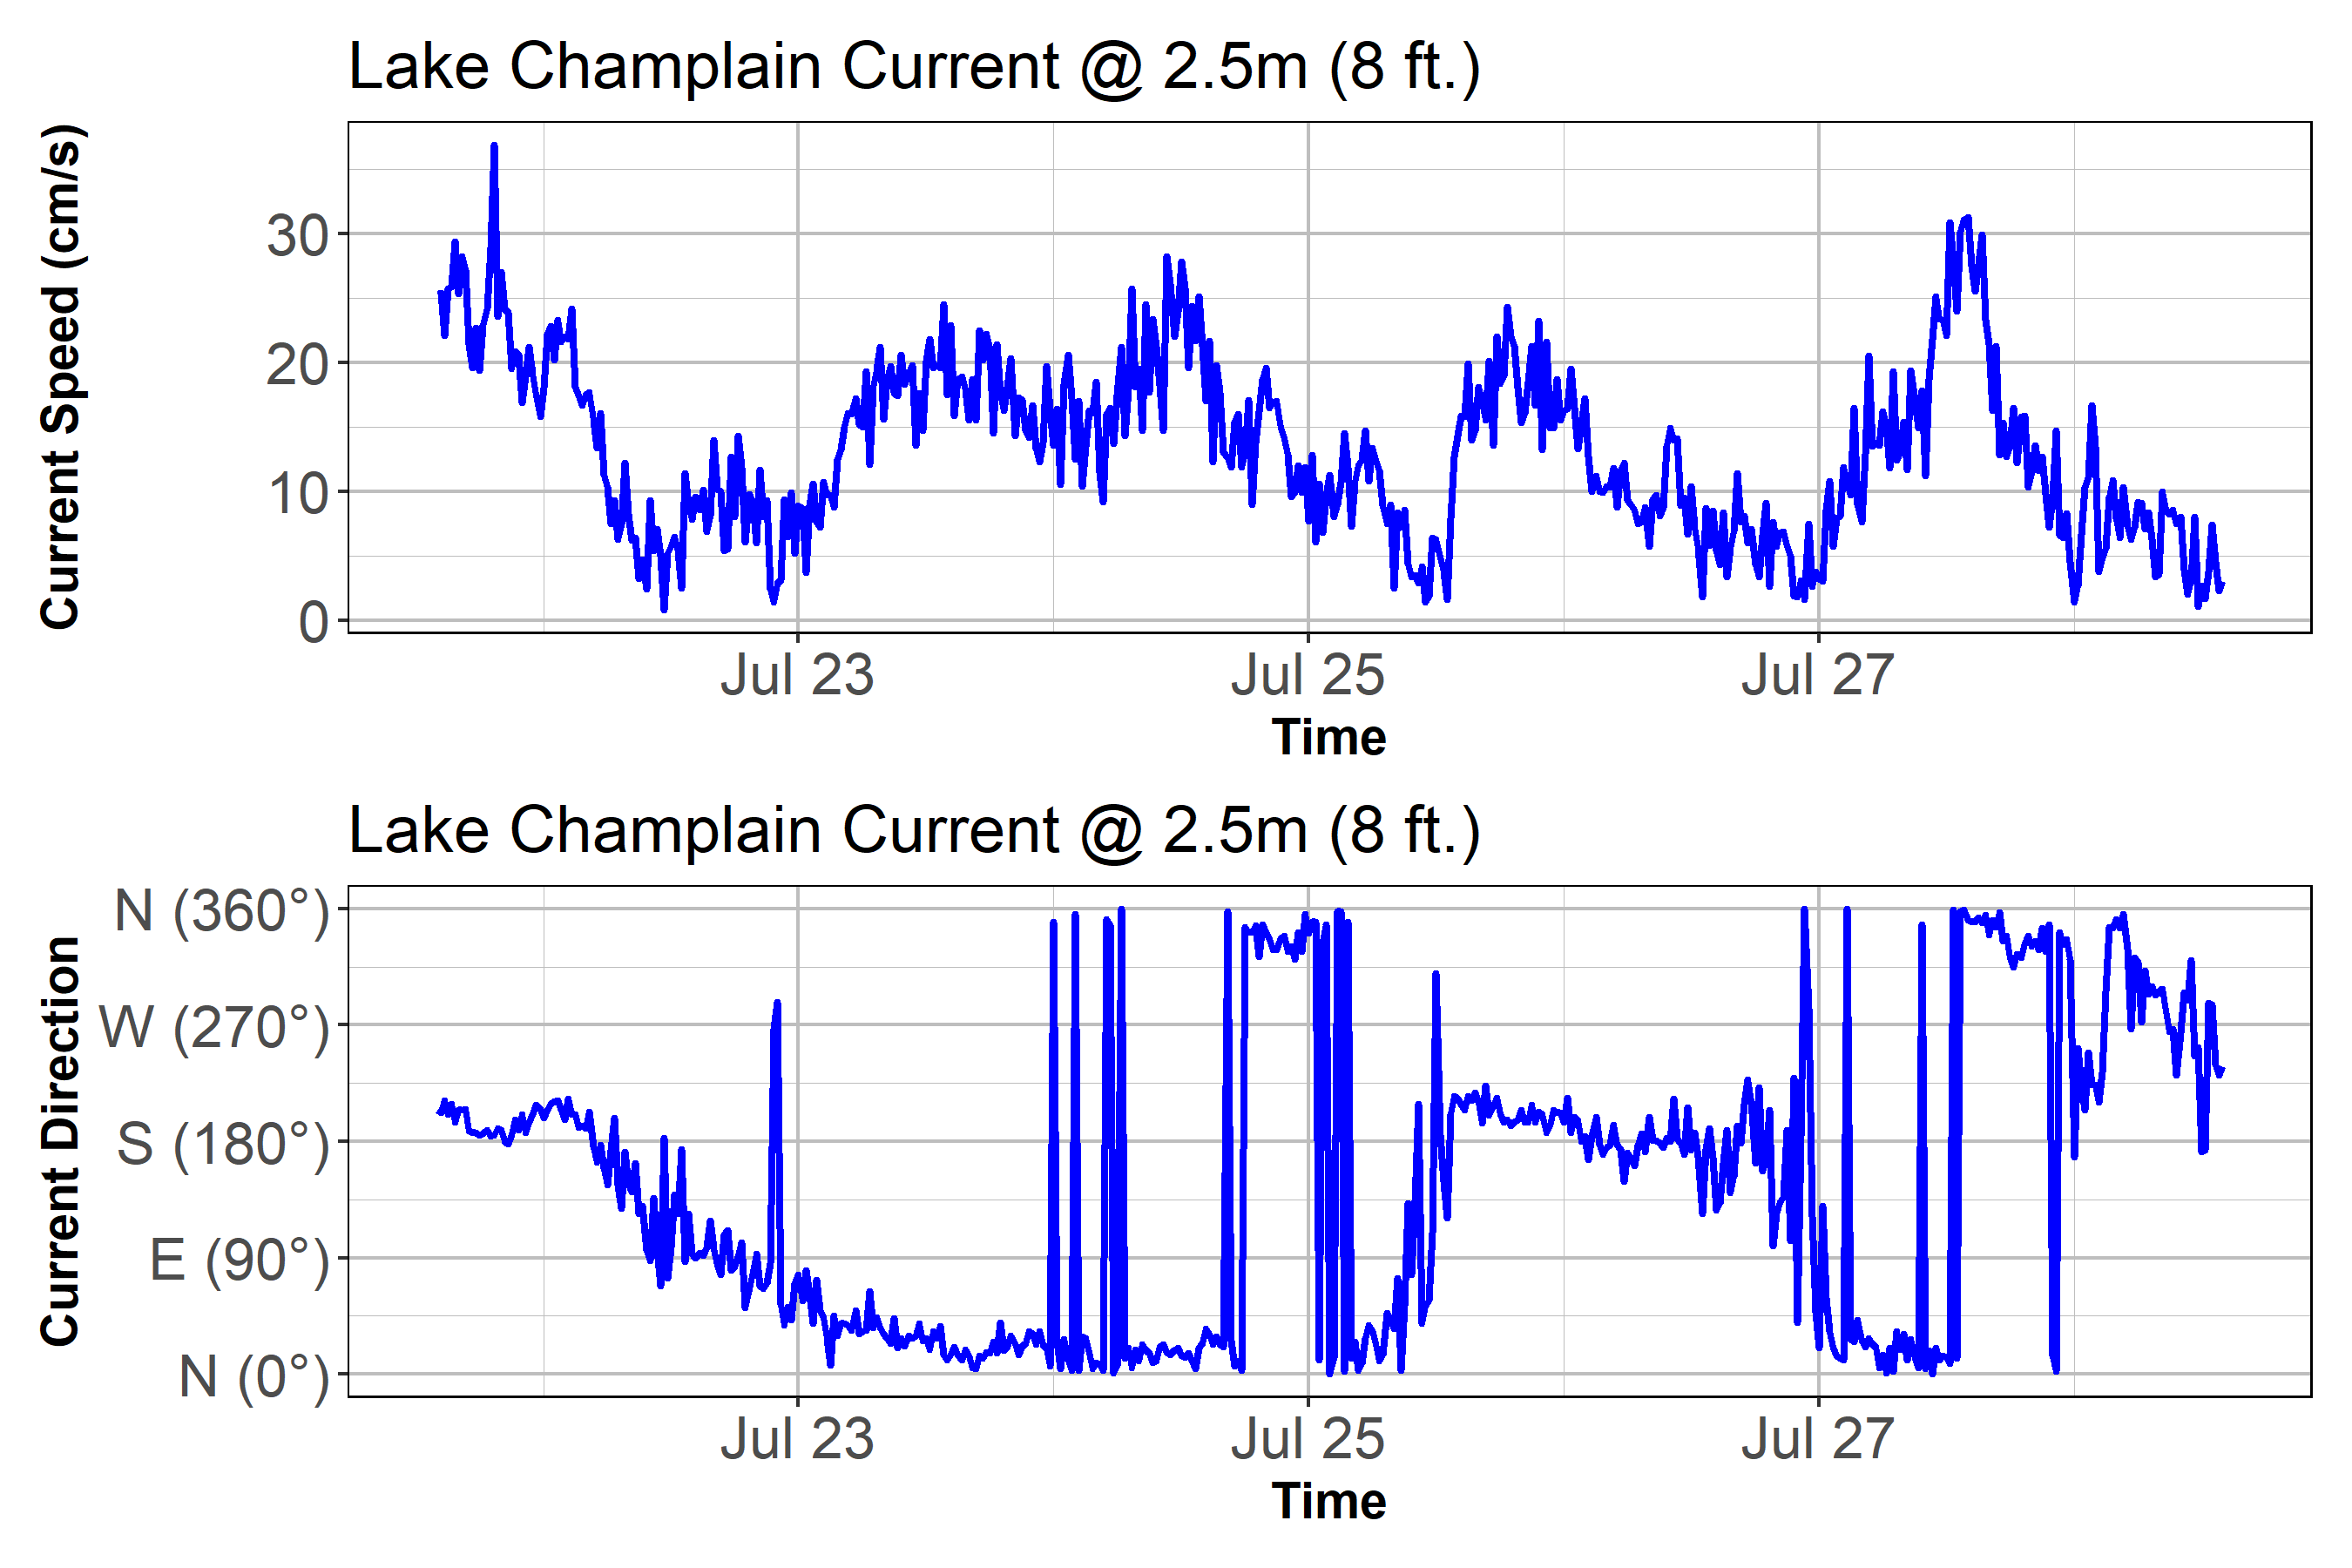 Lake Champlain Current @ 2.5m (8 ft.)
Current Speed (cm/s)
30
20
10
0
Jul 23 Jul 25 Jul 27
Time
Lake Champlain Current @ 2.5m (8 ft.)
Current Direction
N (360°)
W (270°)
S (180°)
E (90°)
N (0°)
Jul 23 Jul 25 Jul 27
Time